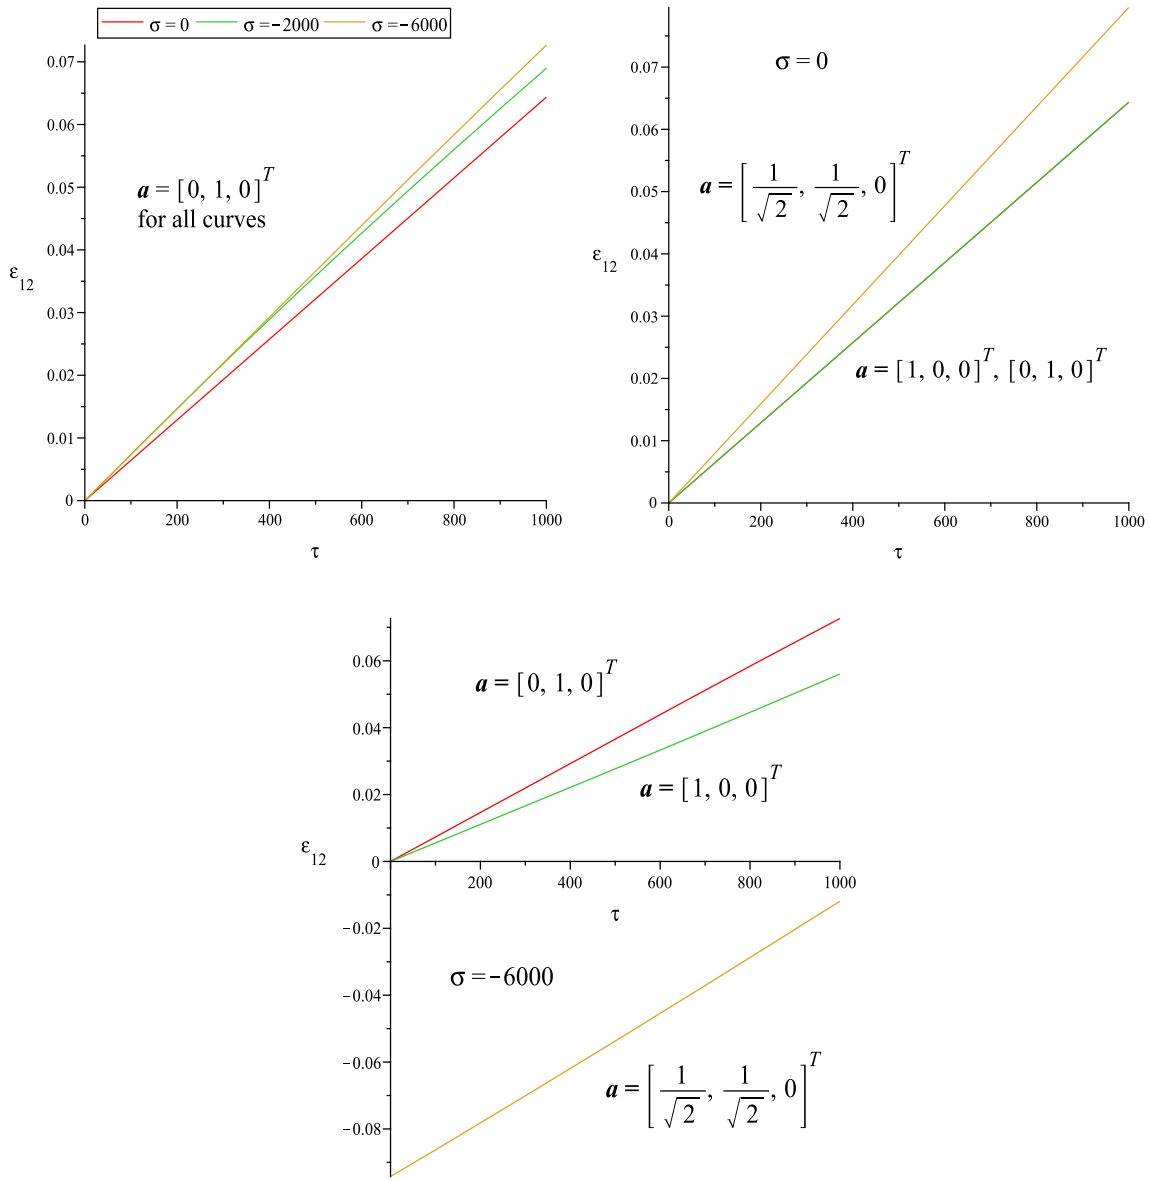 σ = 0 σ = −2000 σ = −6000
0.07
0.06
0.05
0.04
0.03
0.02
0.01
0
a = [0, 1, 0]^T
for all curves
ε_12
0 200 400 600 800 1000
τ
σ = 0
0.07
0.06
0.05
0.04
0.03
0.02
0.01
0
a = [1/√2, 1/√2, 0]^T
ε_12
a = [1, 0, 0]^T, [0, 1, 0]^T
0 200 400 600 800 1000
τ
0.06
0.04
0.02
0
−0.02
−0.04
−0.06
−0.08
a = [0, 1, 0]^T
a = [1, 0, 0]^T
ε_12
200 400 600 800 1000
τ
σ = −6000
a = [1/√2, 1/√2, 0]^T